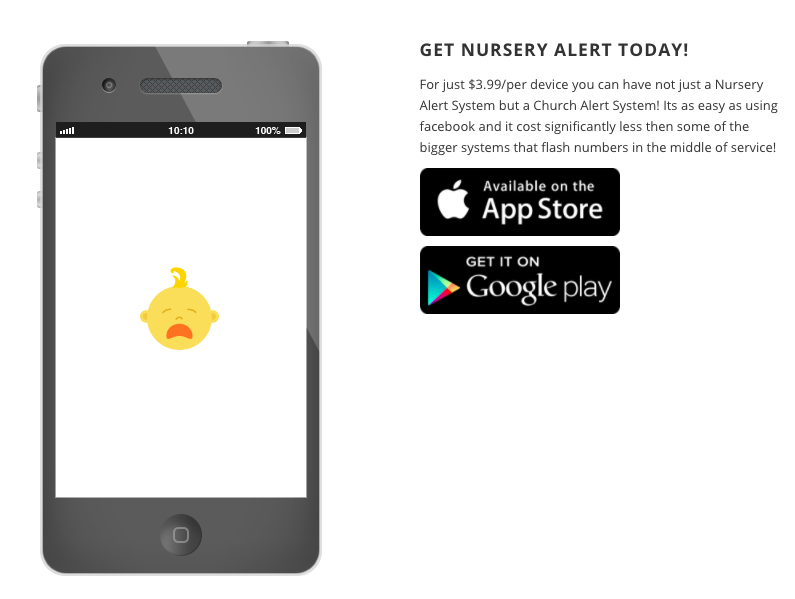 10:10
100%
GET NURSERY ALERT TODAY!
For just $3.99/per device you can have not just a Nursery
Alert System but a Church Alert System! Its as easy as using
facebook and it cost significantly less then some of the
bigger systems that flash numbers in the middle of service!
Available on the
App Store
GET IT ON
Google play